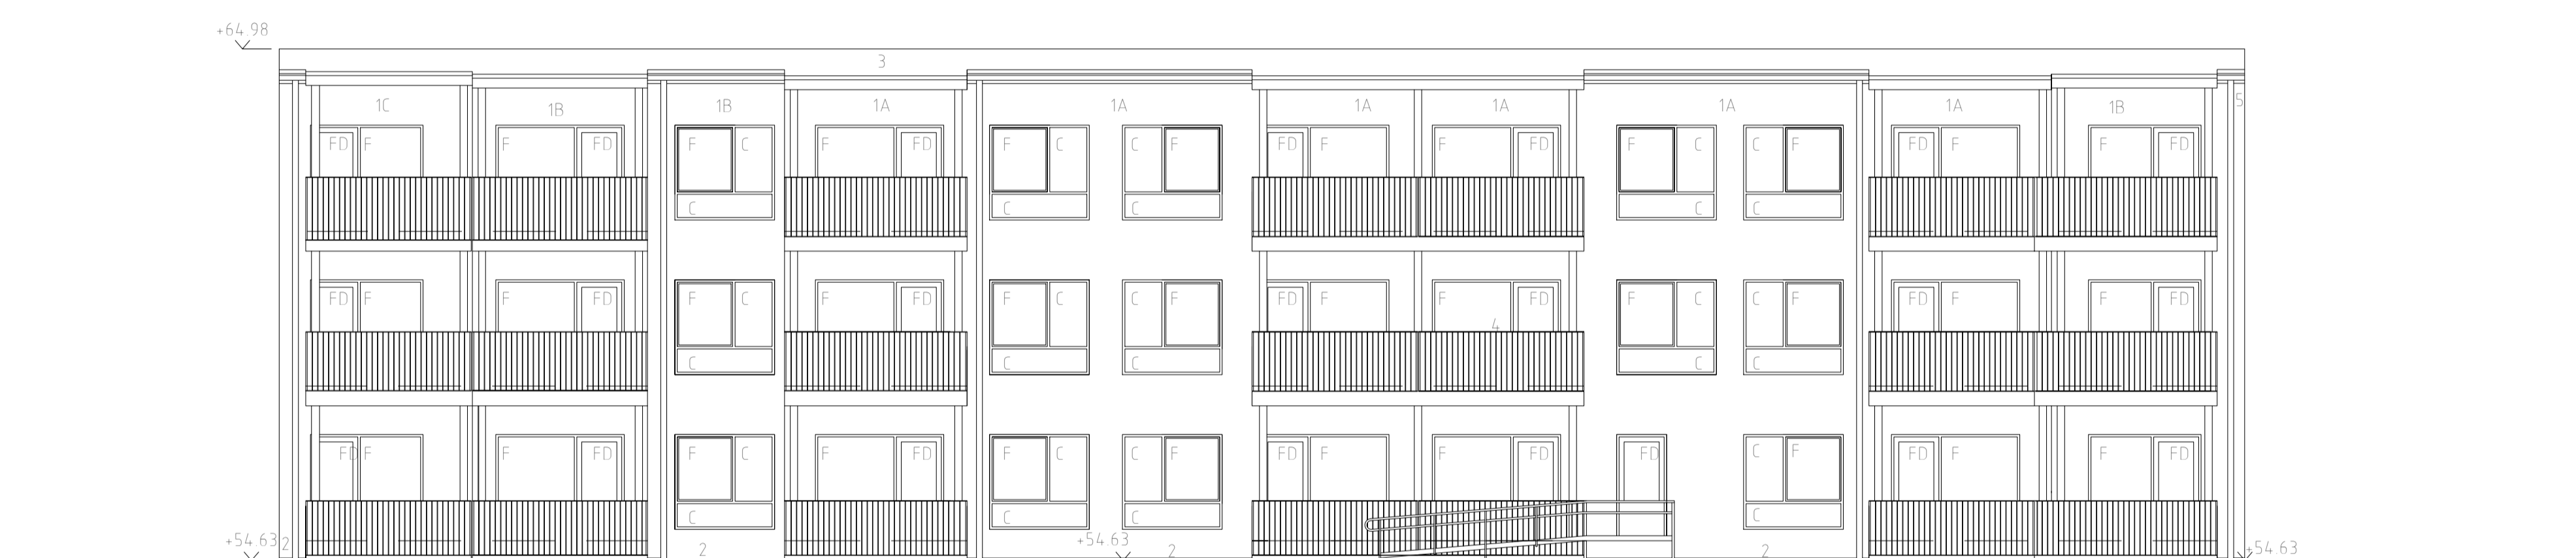 +64.98
3
1C 1B 1B 1A 1A 1A 1A 1A 1A 1B 5
FD F F FD F C F FD F C C F FD F F FD F C C F FD F F FD
C C C C
FD F F FD F C F FD F C C F FD F F FD F C C F FD F F FD
4
C C C C
FD F F FD F C F FD F C C F FD F F FD FD C F FD F F FD
C C C
+54.63 2 2 +54.63 2 2 +54.63